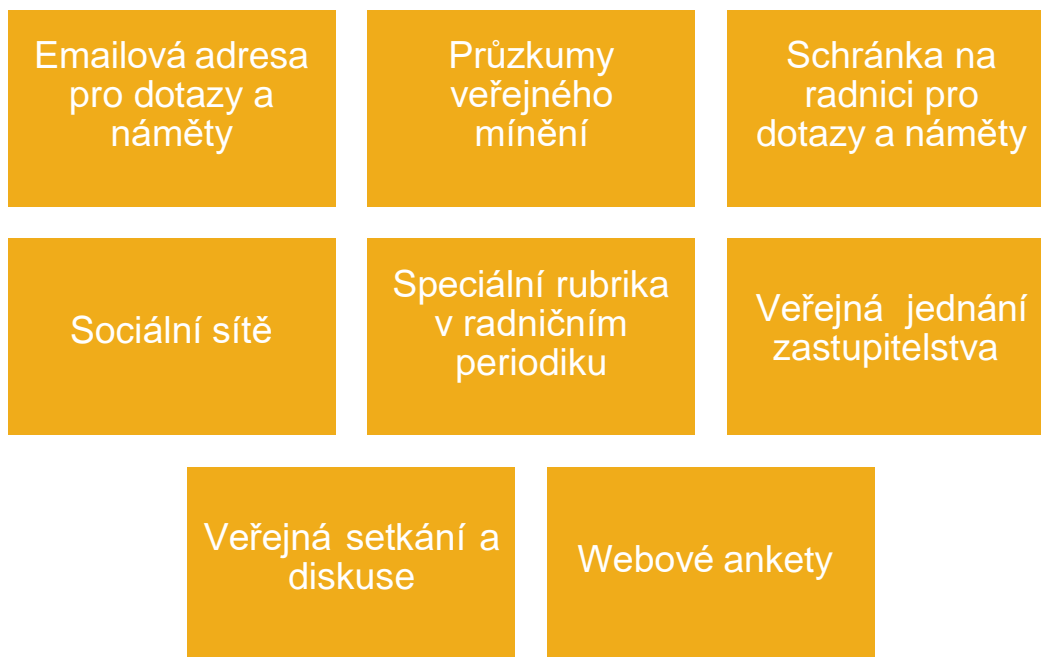 Emailová adresa
pro dotazy a
náměty
Průzkumy
veřejného
mínění
Schránka na
radnici pro
dotazy a náměty
Sociální sítě
Speciální rubrika
v radničním
periodiku
Veřejná jednání
zastupitelstva
Veřejná setkání a
diskuse
Webové ankety